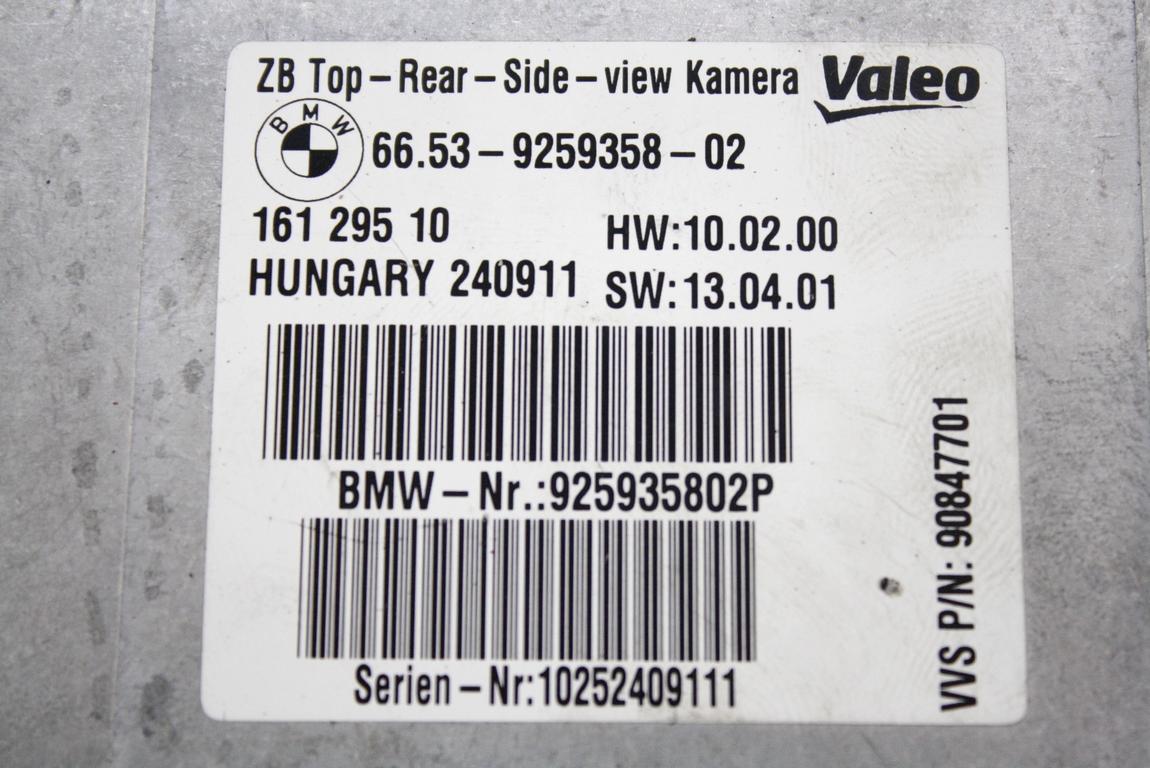 ZB Top-Rear-Side-view Kamera
Valeo
BMW
66.53-9259358-02
161 295 10
HW:10.02.00
HUNGARY 240911
SW:13.04.01
BMW-Nr.:925935802P
Serien-Nr:10252409111
VVS P/N: 90847701